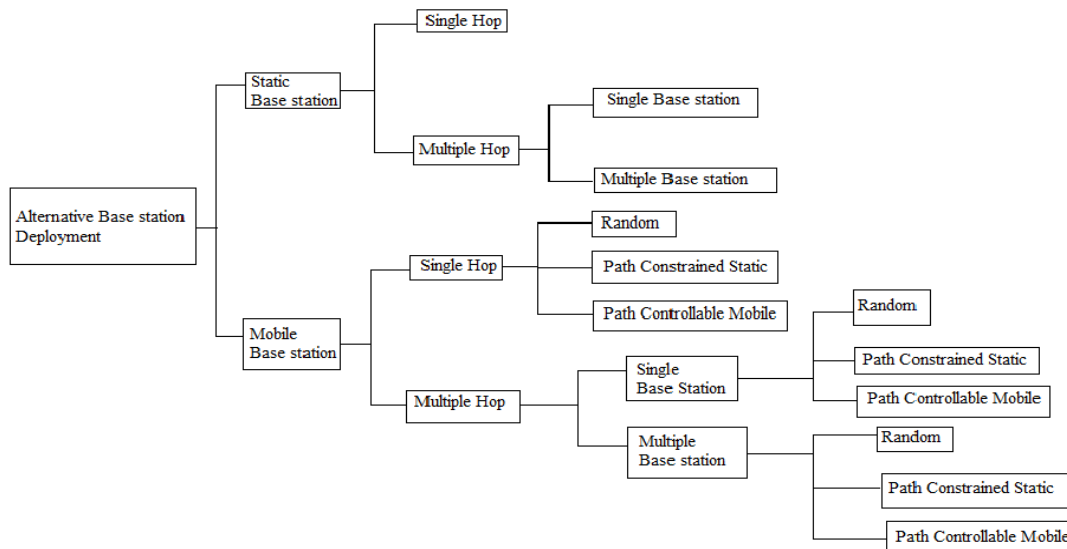 Single Hop
Static
Base station
Single Base station
Multiple Hop
Multiple Base station
Alternative Base station
Deployment
Random
Single Hop
Path Constrained Static
Path Controllable Mobile
Random
Mobile
Base station
Single
Base Station
Path Constrained Static
Multiple Hop
Path Controllable Mobile
Multiple
Base station
Random
Path Constrained Static
Path Controllable Mobile